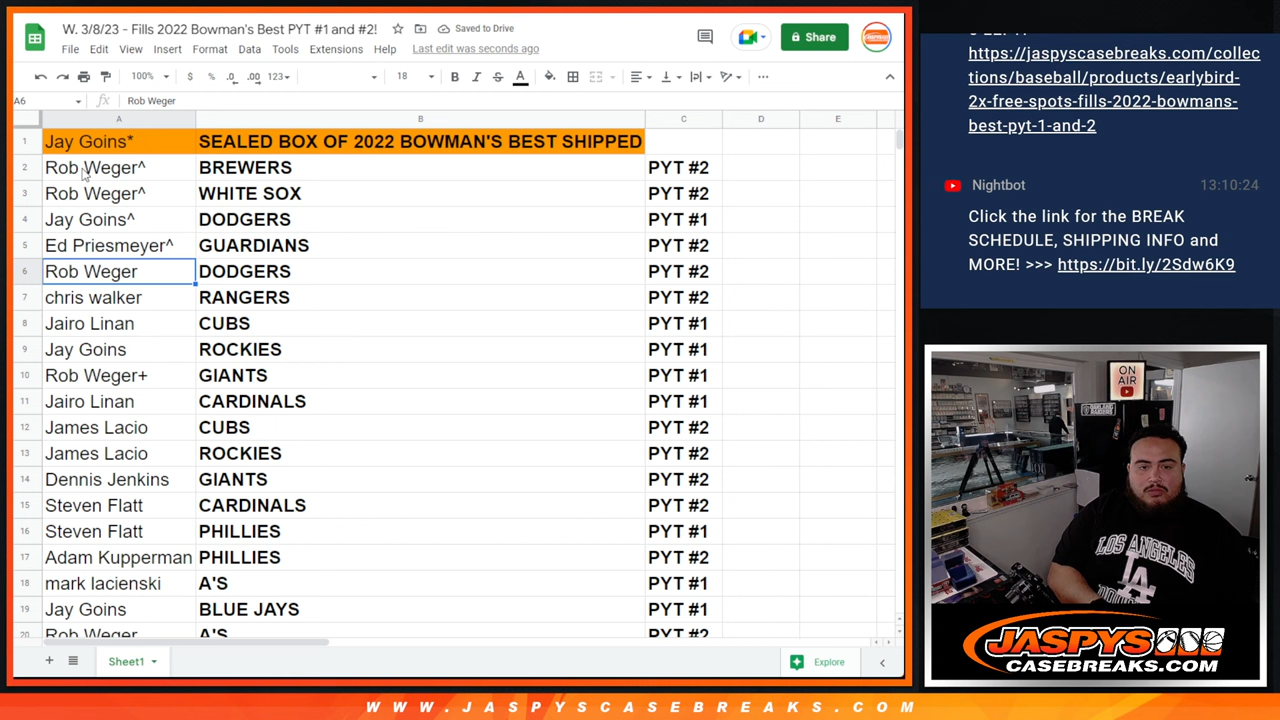 W. 3/8/23 - Fills 2022 Bowman's Best PYT #1 and #2!
Saved to Drive
File Edit View Insert Format Data Tools Extensions Help Last edit was seconds ago
Share
100% $ % .0 .00 123 18 B I S A
A6 fx Rob Weger
A B C D E
1 Jay Goins* SEALED BOX OF 2022 BOWMAN'S BEST SHIPPED
2 Rob Weger^ BREWERS PYT #2
3 Rob Weger^ WHITE SOX PYT #2
4 Jay Goins^ DODGERS PYT #1
5 Ed Priesmeyer^ GUARDIANS PYT #2
6 Rob Weger DODGERS PYT #2
7 chris walker RANGERS PYT #2
8 Jairo Linan CUBS PYT #1
9 Jay Goins ROCKIES PYT #1
10 Rob Weger+ GIANTS PYT #1
11 Jairo Linan CARDINALS PYT #1
12 James Lacio CUBS PYT #2
13 James Lacio ROCKIES PYT #2
14 Dennis Jenkins GIANTS PYT #2
15 Steven Flatt CARDINALS PYT #2
16 Steven Flatt PHILLIES PYT #1
17 Adam Kupperman PHILLIES PYT #2
18 mark lacienski A'S PYT #1
19 Jay Goins BLUE JAYS PYT #1
20 Rob Weger A'S PYT #2
Sheet1
Explore
https://jaspyscasebreaks.com/collec
tions/baseball/products/earlybird-
2x-free-spots-fills-2022-bowmans-
best-pyt-1-and-2
Nightbot 13:10:24
Click the link for the BREAK
SCHEDULE, SHIPPING INFO and
MORE! >>> https://bit.ly/2Sdw6K9
ON
AIR
LOS ANGELES
LA
JASPYS
CASEBREAKS.COM
WWW.JASPYSCASEBREAKS.COM